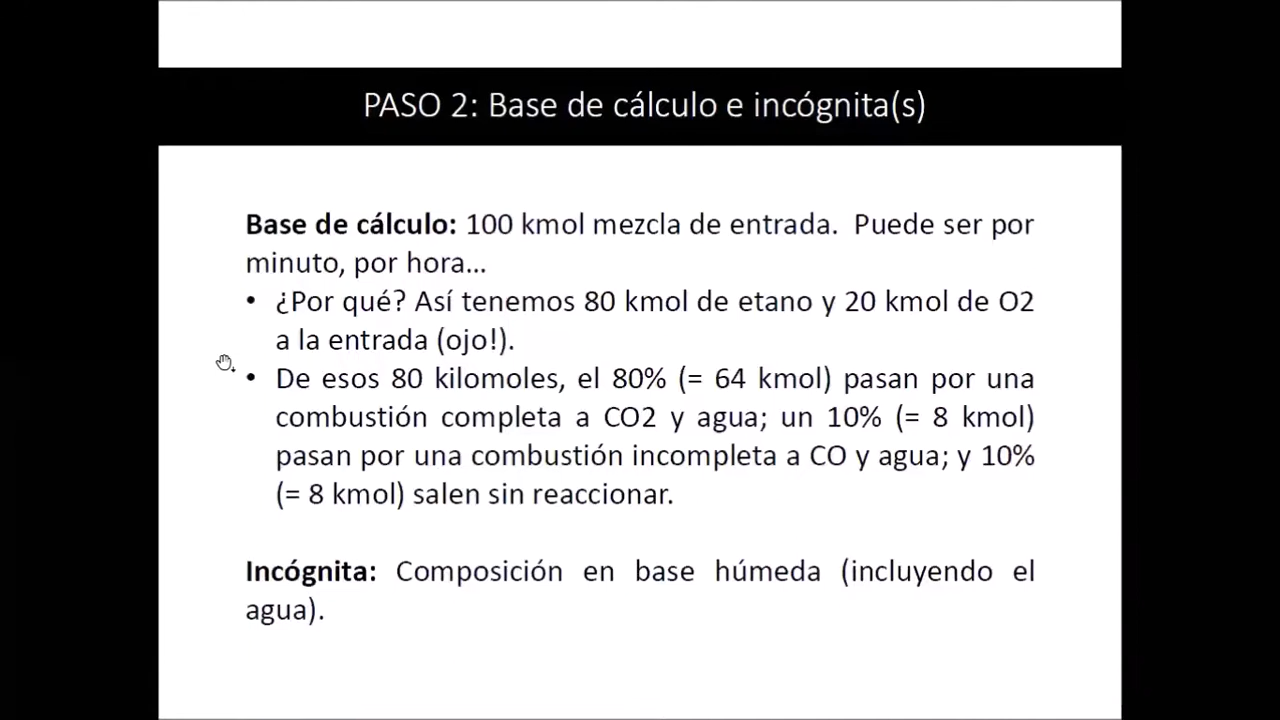 PASO 2: Base de cálculo e incógnita(s)
Base de cálculo: 100 kmol mezcla de entrada. Puede ser por
minuto, por hora...
• ¿Por qué? Así tenemos 80 kmol de etano y 20 kmol de O2
a la entrada (ojo!).
• De esos 80 kilomoles, el 80% (= 64 kmol) pasan por una
combustión completa a CO2 y agua; un 10% (= 8 kmol)
pasan por una combustión incompleta a CO y agua; y 10%
(= 8 kmol) salen sin reaccionar.
Incógnita: Composición en base húmeda (incluyendo el
agua).